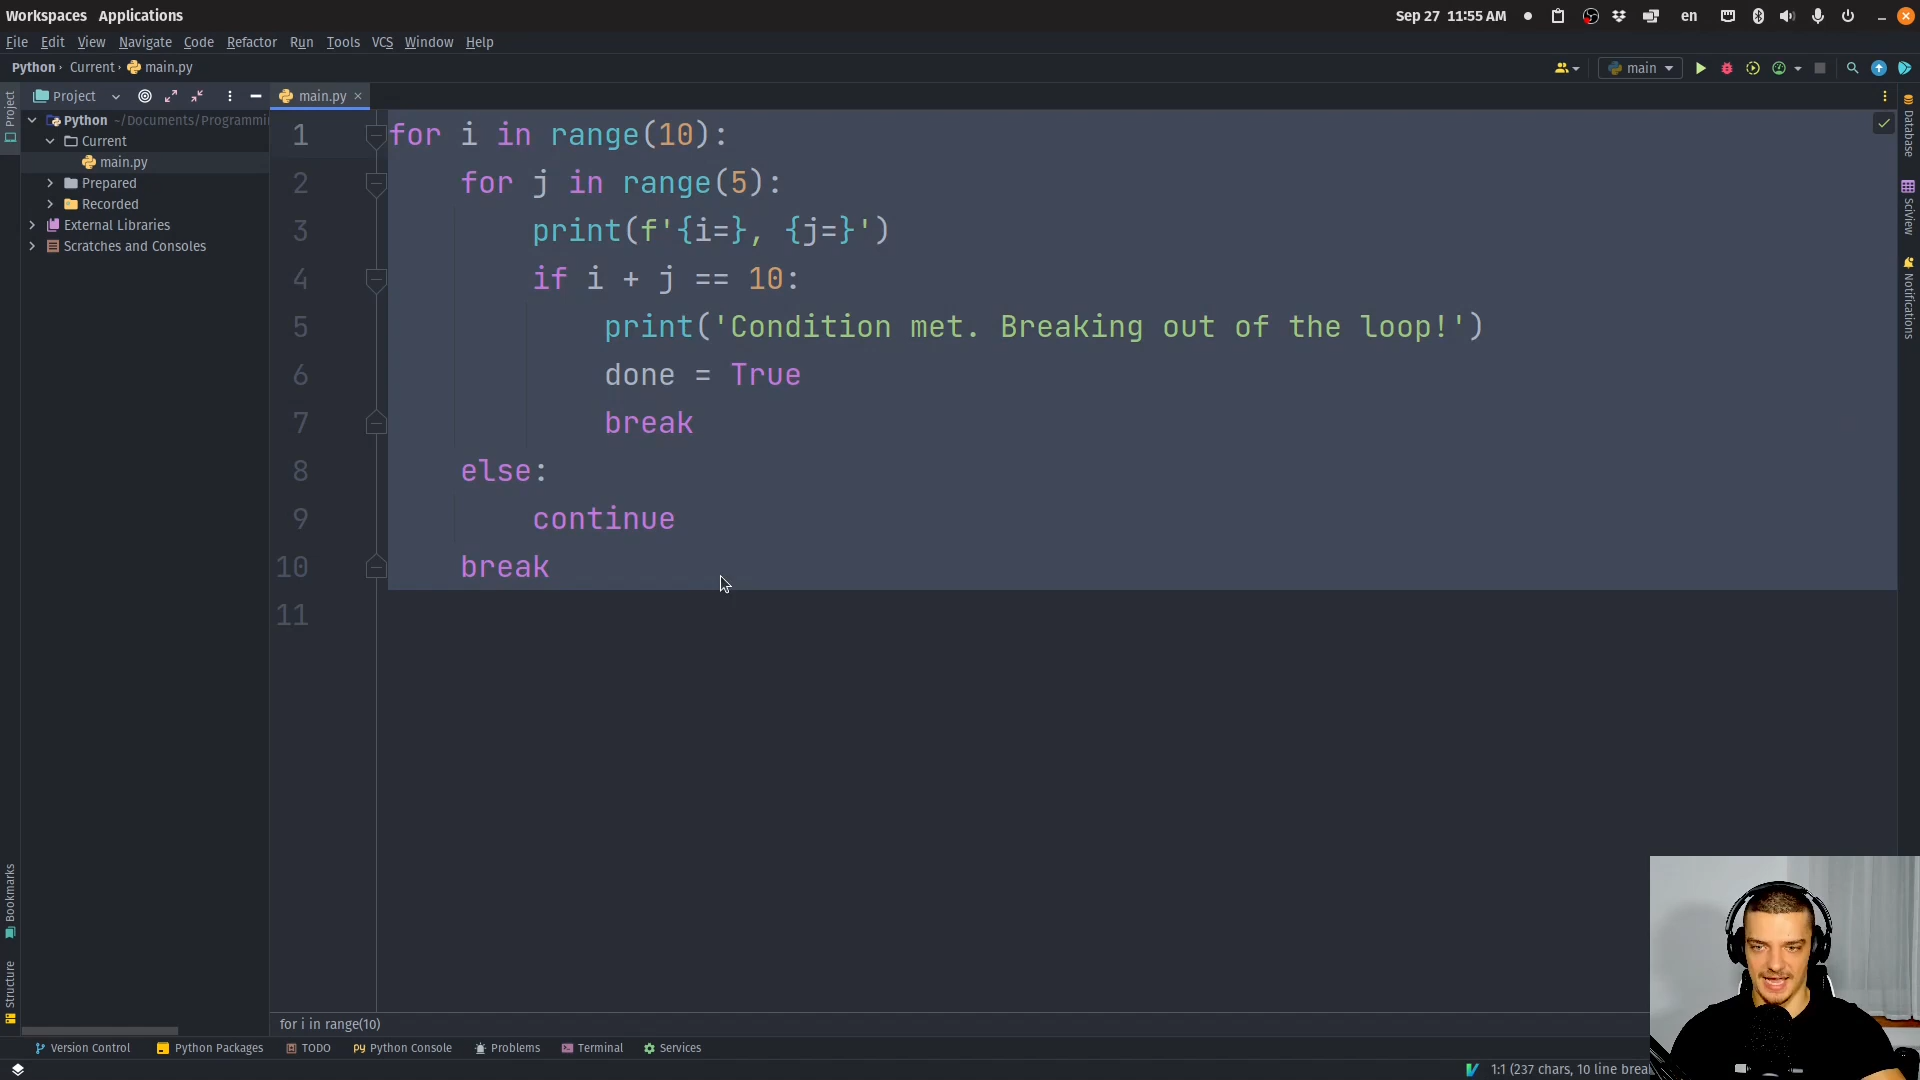 Workspaces Applications
Sep 27 11:55 AM
en
File Edit View Navigate Code Refactor Run Tools VCS Window Help
Python Current main.py
main
Project
main.py
Python ~/Documents/Programmi
Current
main.py
Prepared
Recorded
External Libraries
Scratches and Consoles
Project
Bookmarks
Structure
1 for i in range(10):
2 for j in range(5):
3 print(f'{i=}, {j=}')
4 if i + j == 10:
5 print('Condition met. Breaking out of the loop!')
6 done = True
7 break
8 else:
9 continue
10 break
11
Database
SciView
Notifications
for i in range(10)
Version Control Python Packages TODO Python Console Problems Terminal Services
1:1 (237 chars, 10 line brea